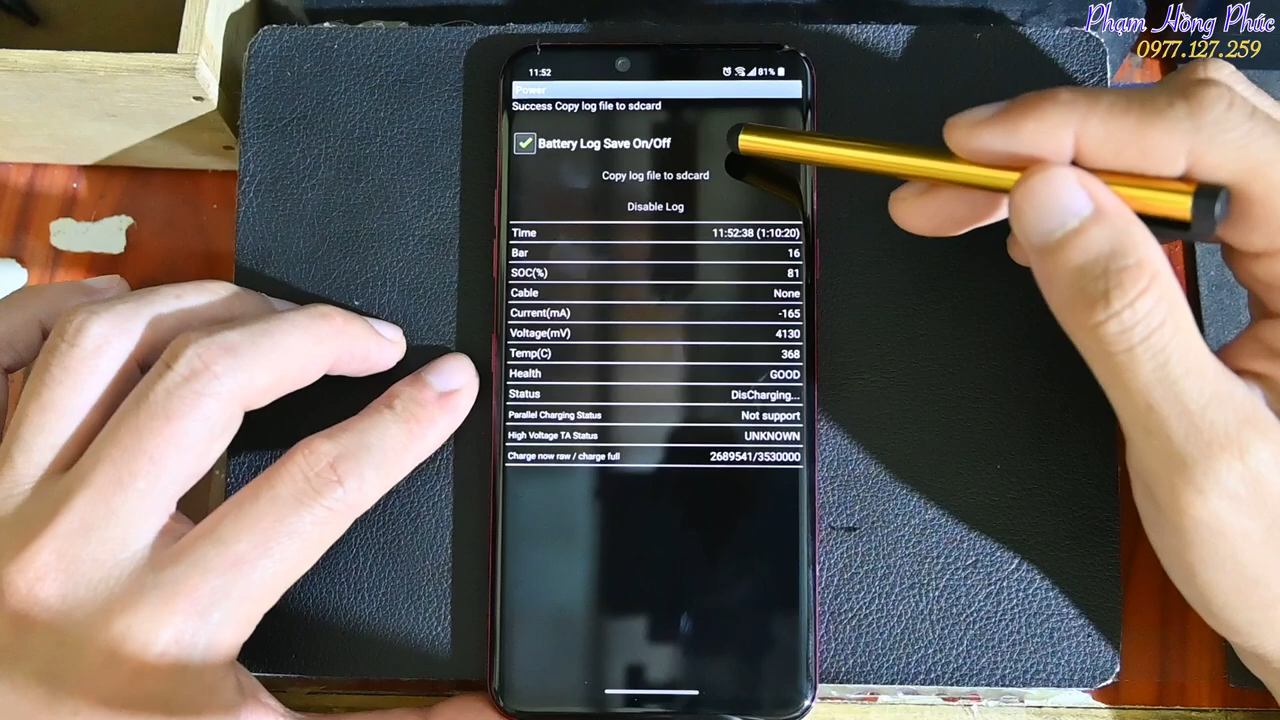 Phạm Hồng Phúc
0977.127.259
11:52
81%
Power
Success Copy log file to sdcard
Battery Log Save On/Off
Copy log file to sdcard
Disable Log
Time 11:52:38 (1:10:20)
Bar 16
SOC(%) 81
Cable None
Current(mA) -165
Voltage(mV) 4130
Temp(C) 368
Health GOOD
Status DisCharging...
Parallel Charging Status Not support
High Voltage TA Status UNKNOWN
Charge now raw / charge full 2689541/3530000